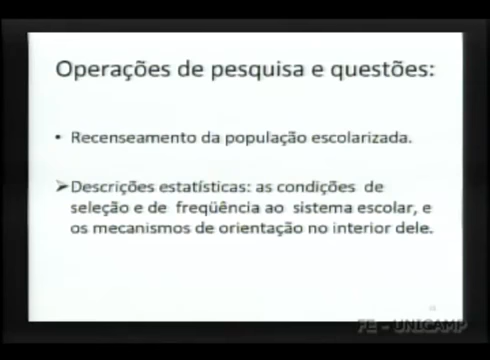 Operações de pesquisa e questões:
• Recenseamento da população escolarizada.
➢Descrições estatísticas: as condições de
seleção e de freqüência ao sistema escolar, e
os mecanismos de orientação no interior dele.
FE - UNICAMP